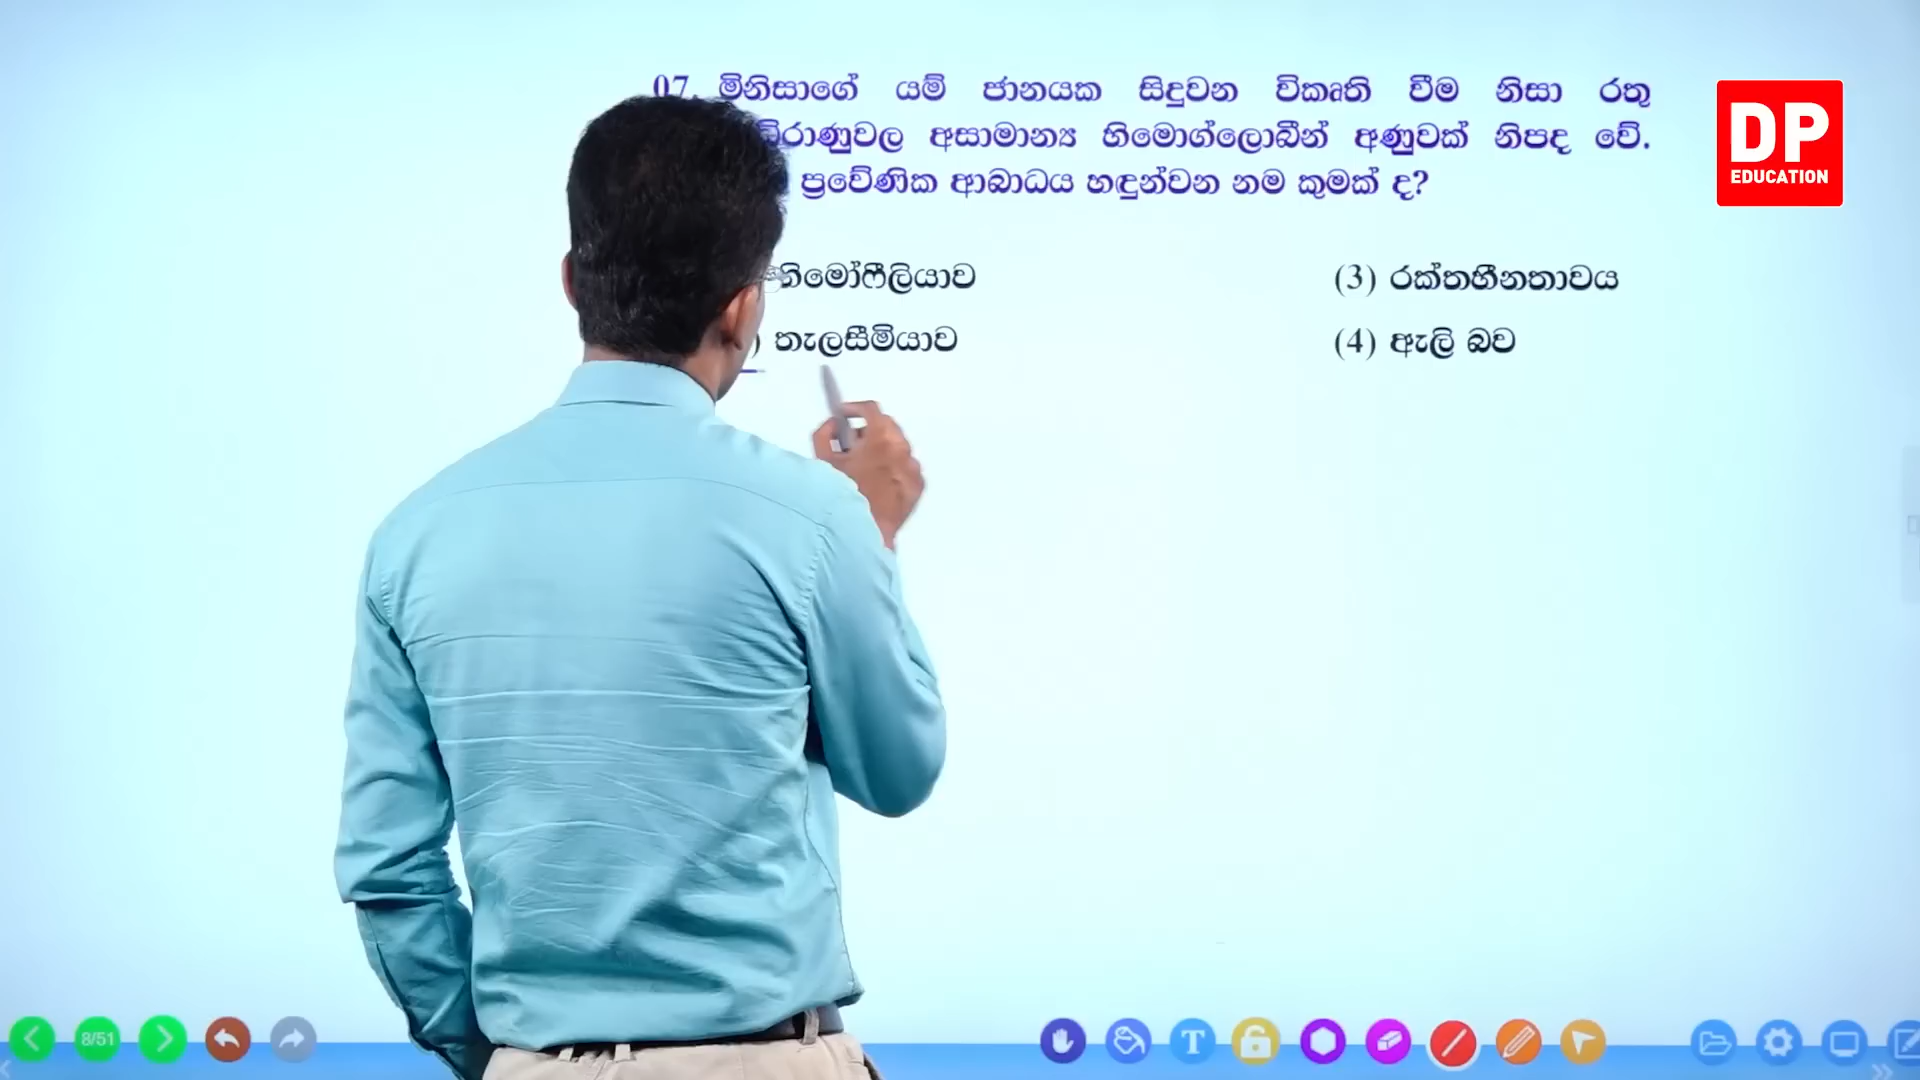 07. මිනිසාගේ යම් ජානයක සිදුවන විකෘති වීම නිසා රතු
අසාමාන්‍ය හිමොග්ලොබීන් අණුවක් නිපද වේ.
ප්‍රවේණික ආබාධය හඳුන්වන නම කුමක් ද?
(3) රක්තහීනතාවය
තැලසීමියාව
(4) ඇලි බව
DP
EDUCATION
8/51
T